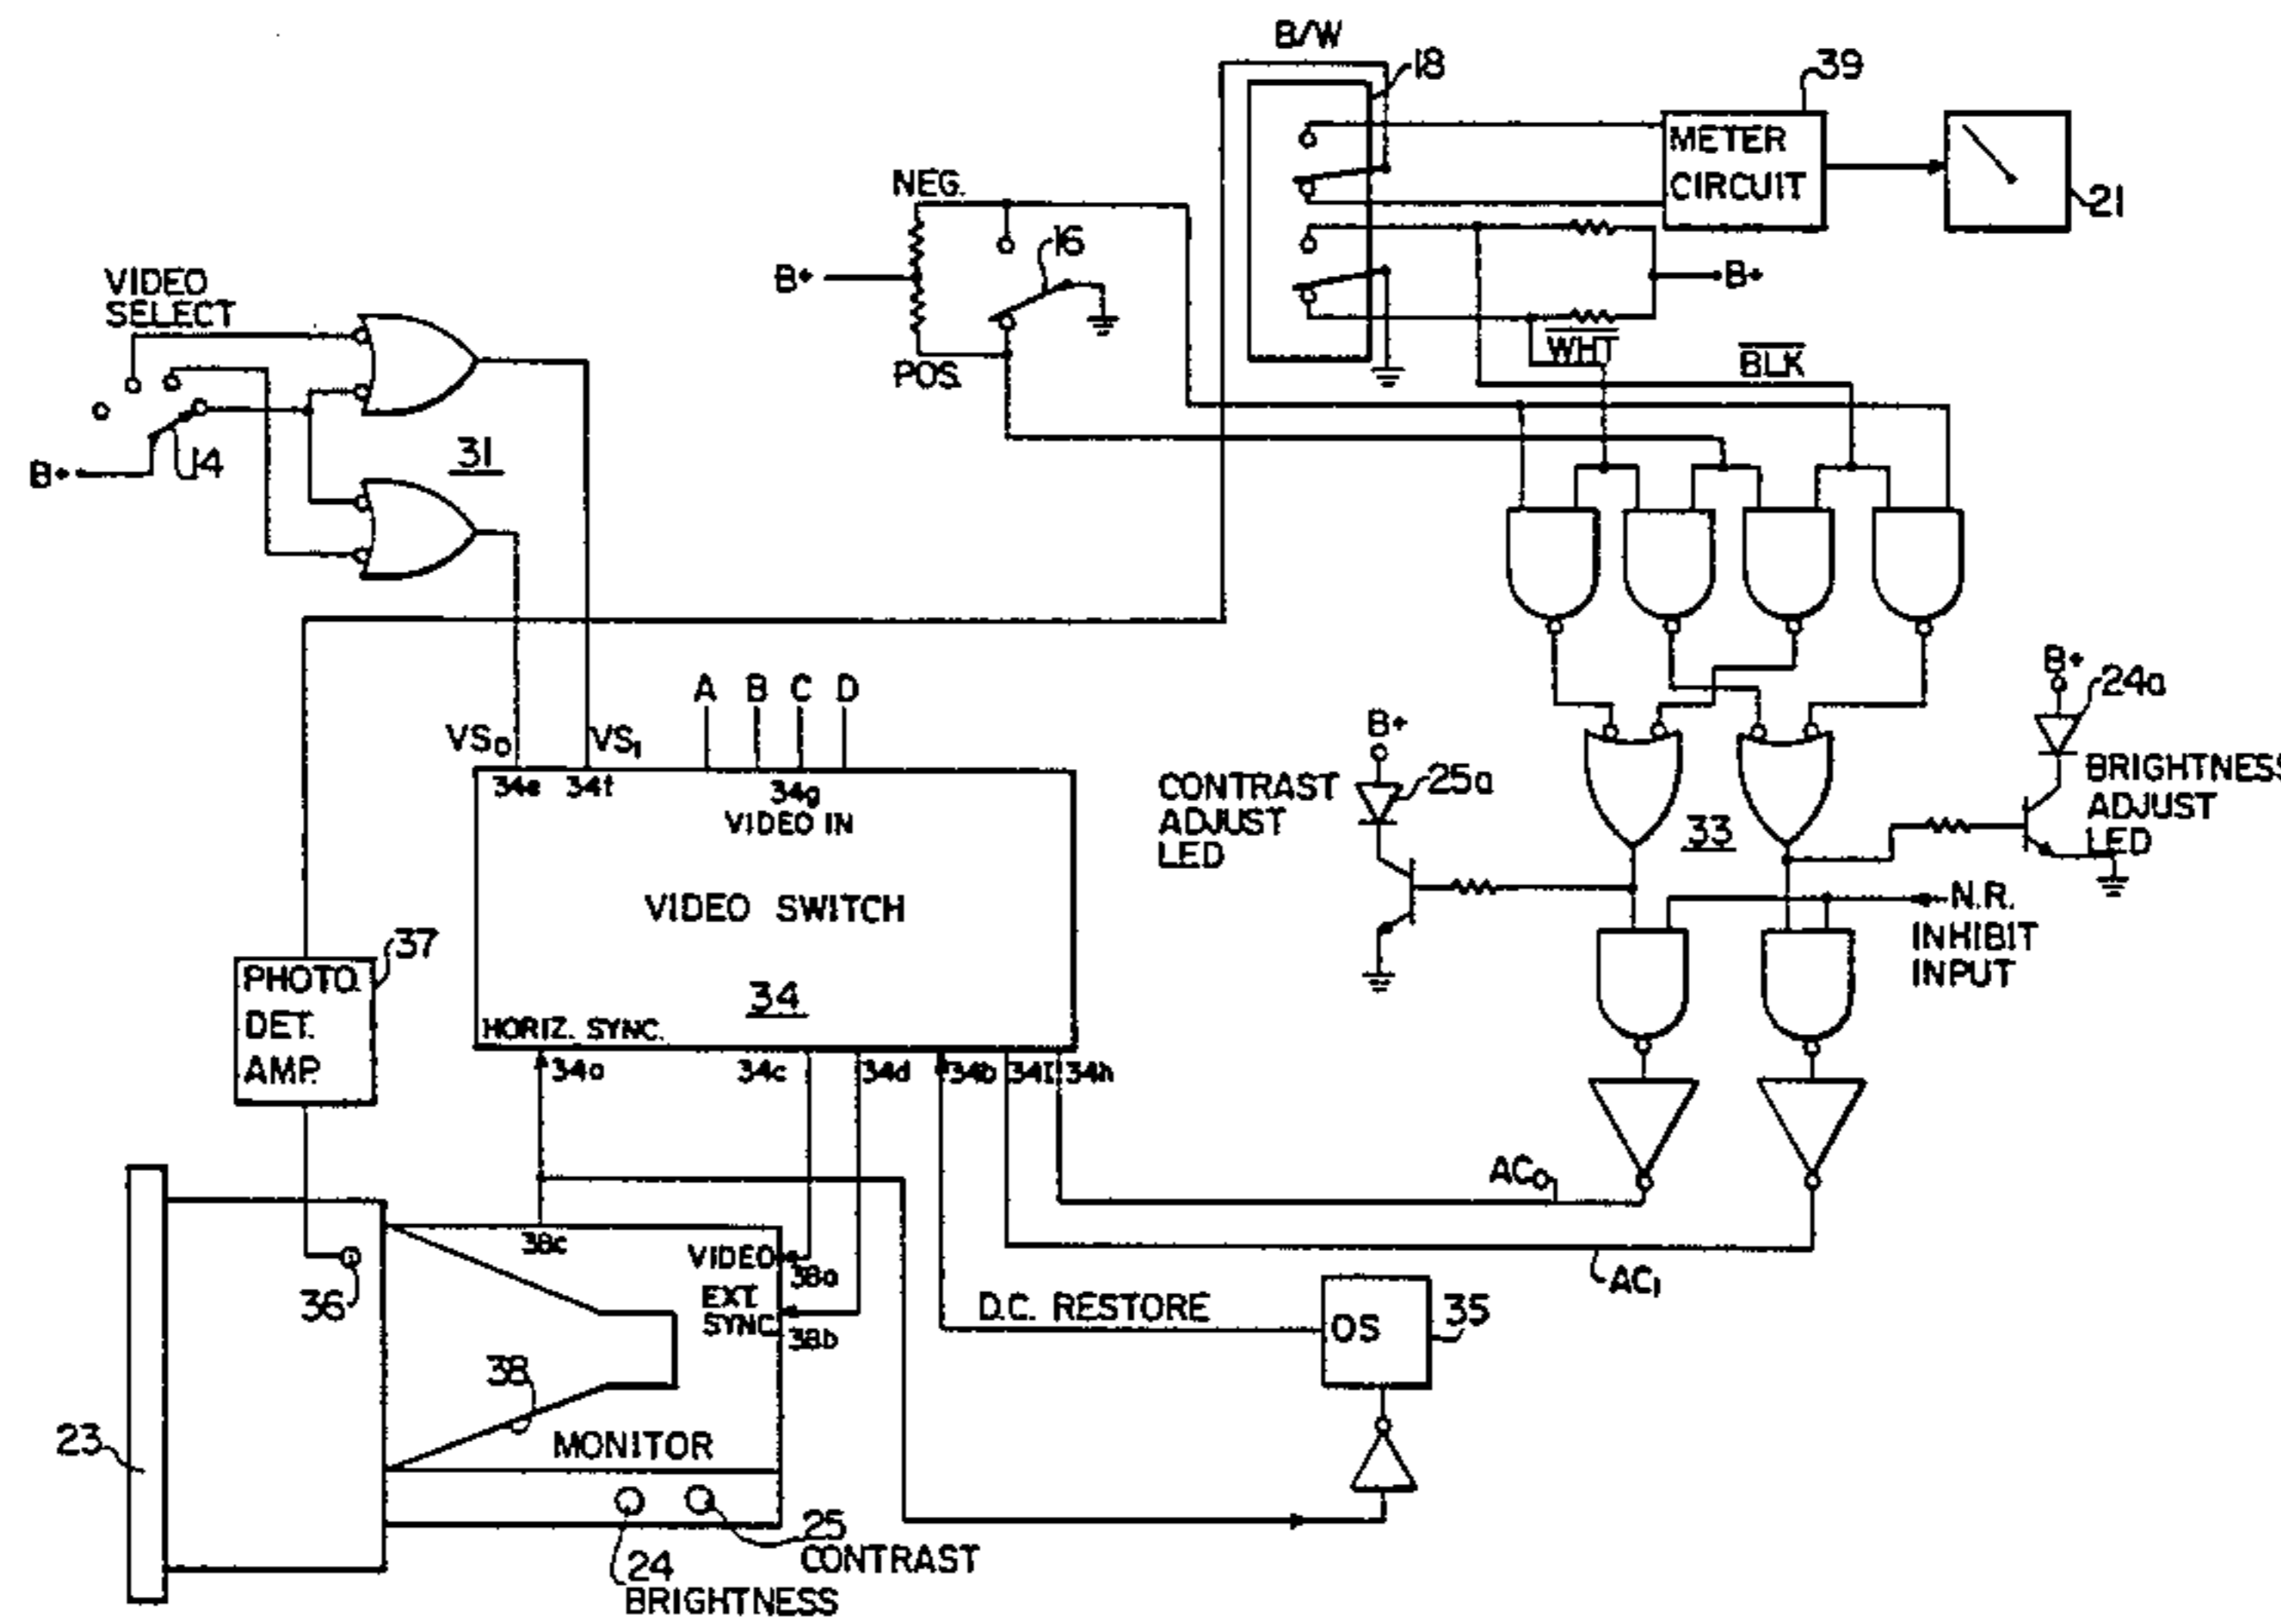 B/W
18
39
METER
CIRCUIT
21
NEG.
16
B+
B+
POS.
WHT
BLK
VIDEO
SELECT
14
B+
31
A B C D
VS0
VS1
34e 34f 34g
VIDEO IN
VIDEO SWITCH
34
HORIZ. SYNC.
34a 34c 34d 34b 34I 34h
PHOTO.
DET.
AMP.
37
B+
25a
CONTRAST
ADJUST
LED
33
B+
24a
BRIGHTNESS
ADJUST
LED
N.R.
INHIBIT
INPUT
AC0
AC1
38c
VIDEO
38a
EXT.
SYNC.
38b
36
38
MONITOR
23
D.C. RESTORE
OS
35
24
BRIGHTNESS
25
CONTRAST